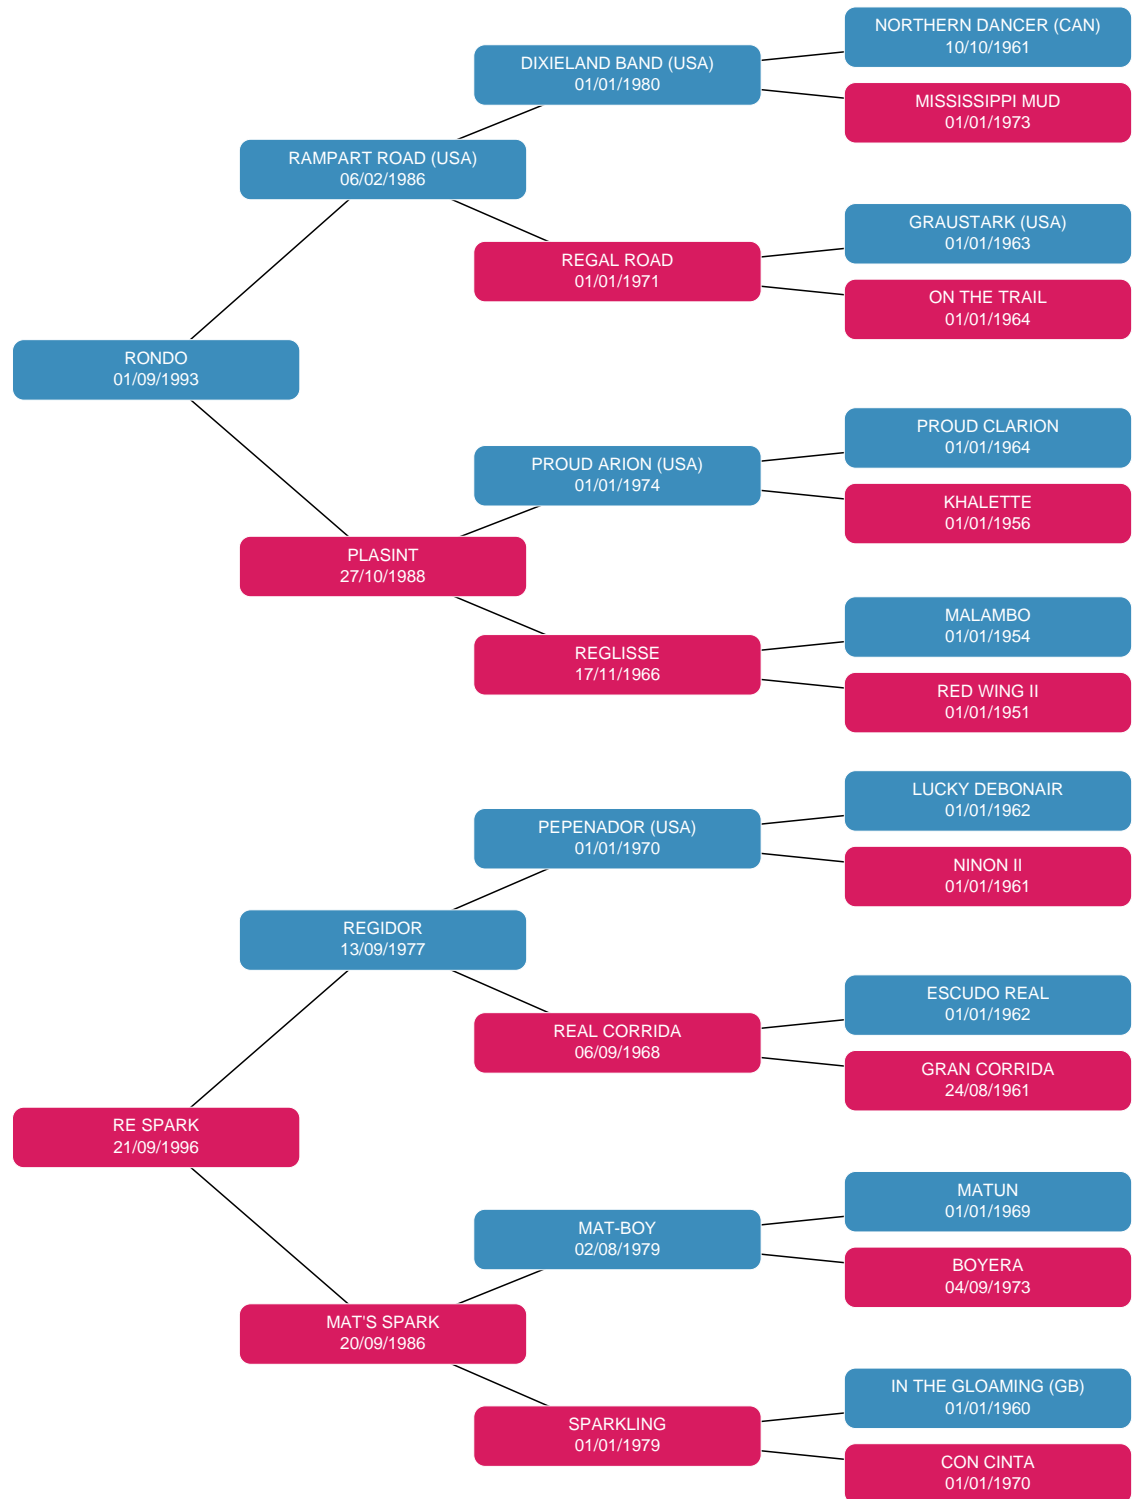 NORTHERN DANCER (CAN)
10/10/1961
DIXIELAND BAND (USA)
01/01/1980
MISSISSIPPI MUD
01/01/1973
RAMPART ROAD (USA)
06/02/1986
GRAUSTARK (USA)
01/01/1963
REGAL ROAD
01/01/1971
ON THE TRAIL
01/01/1964
RONDO
01/09/1993
PROUD CLARION
01/01/1964
PROUD ARION (USA)
01/01/1974
KHALETTE
01/01/1956
PLASINT
27/10/1988
MALAMBO
01/01/1954
REGLISSE
17/11/1966
RED WING II
01/01/1951
LUCKY DEBONAIR
01/01/1962
PEPENADOR (USA)
01/01/1970
NINON II
01/01/1961
REGIDOR
13/09/1977
ESCUDO REAL
01/01/1962
REAL CORRIDA
06/09/1968
GRAN CORRIDA
24/08/1961
RE SPARK
21/09/1996
MATUN
01/01/1969
MAT-BOY
02/08/1979
BOYERA
04/09/1973
MAT'S SPARK
20/09/1986
IN THE GLOAMING (GB)
01/01/1960
SPARKLING
01/01/1979
CON CINTA
01/01/1970